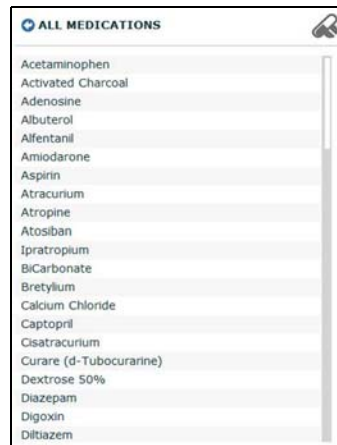 ALL MEDICATIONS
Acetaminophen
Activated Charcoal
Adenosine
Albuterol
Alfentanil
Amiodarone
Aspirin
Atracurium
Atropine
Atosiban
Ipratropium
BiCarbonate
Bretylium
Calcium Chloride
Captopril
Cisatracurium
Curare (d-Tubocurarine)
Dextrose 50%
Diazepam
Digoxin
Diltiazem